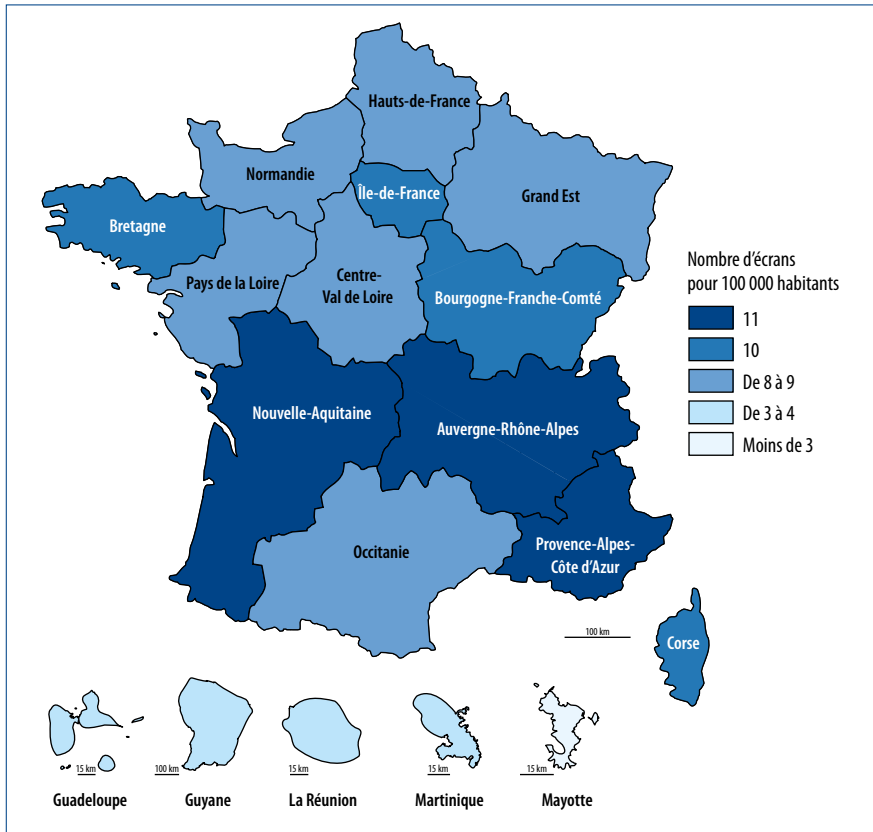 Hauts-de-France
Normandie
Île-de-France
Grand Est
Bretagne
Pays de la Loire
Centre-
Val de Loire
Bourgogne-Franche-Comté
Nombre d'écrans
pour 100 000 habitants
11
10
De 8 à 9
De 3 à 4
Moins de 3
Nouvelle-Aquitaine
Auvergne-Rhône-Alpes
Occitanie
Provence-Alpes-
Côte d'Azur
100 km
Corse
15 km
100 km
15 km
15 km
15 km
Guadeloupe
Guyane
La Réunion
Martinique
Mayotte